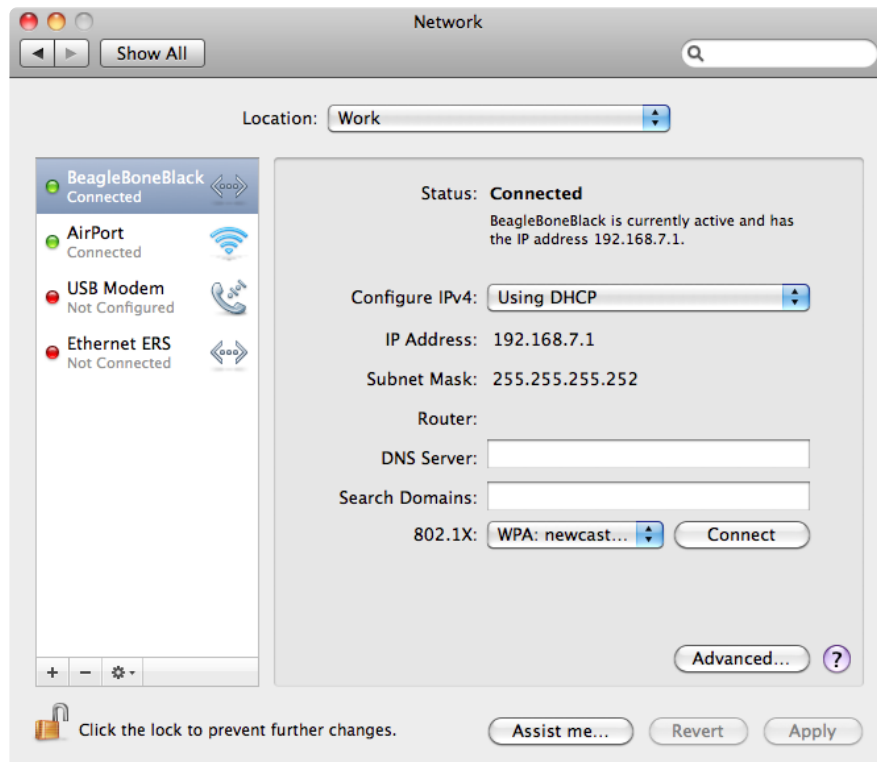 Network
Show All
Location: Work
BeagleBoneBlack
Connected
AirPort
Connected
USB Modem
Not Configured
Ethernet ERS
Not Connected
Status: Connected
BeagleBoneBlack is currently active and has
the IP address 192.168.7.1.
Configure IPv4: Using DHCP
IP Address: 192.168.7.1
Subnet Mask: 255.255.255.252
Router:
DNS Server:
Search Domains:
802.1X: WPA: newcast... Connect
Advanced... ?
Click the lock to prevent further changes.
Assist me... Revert Apply